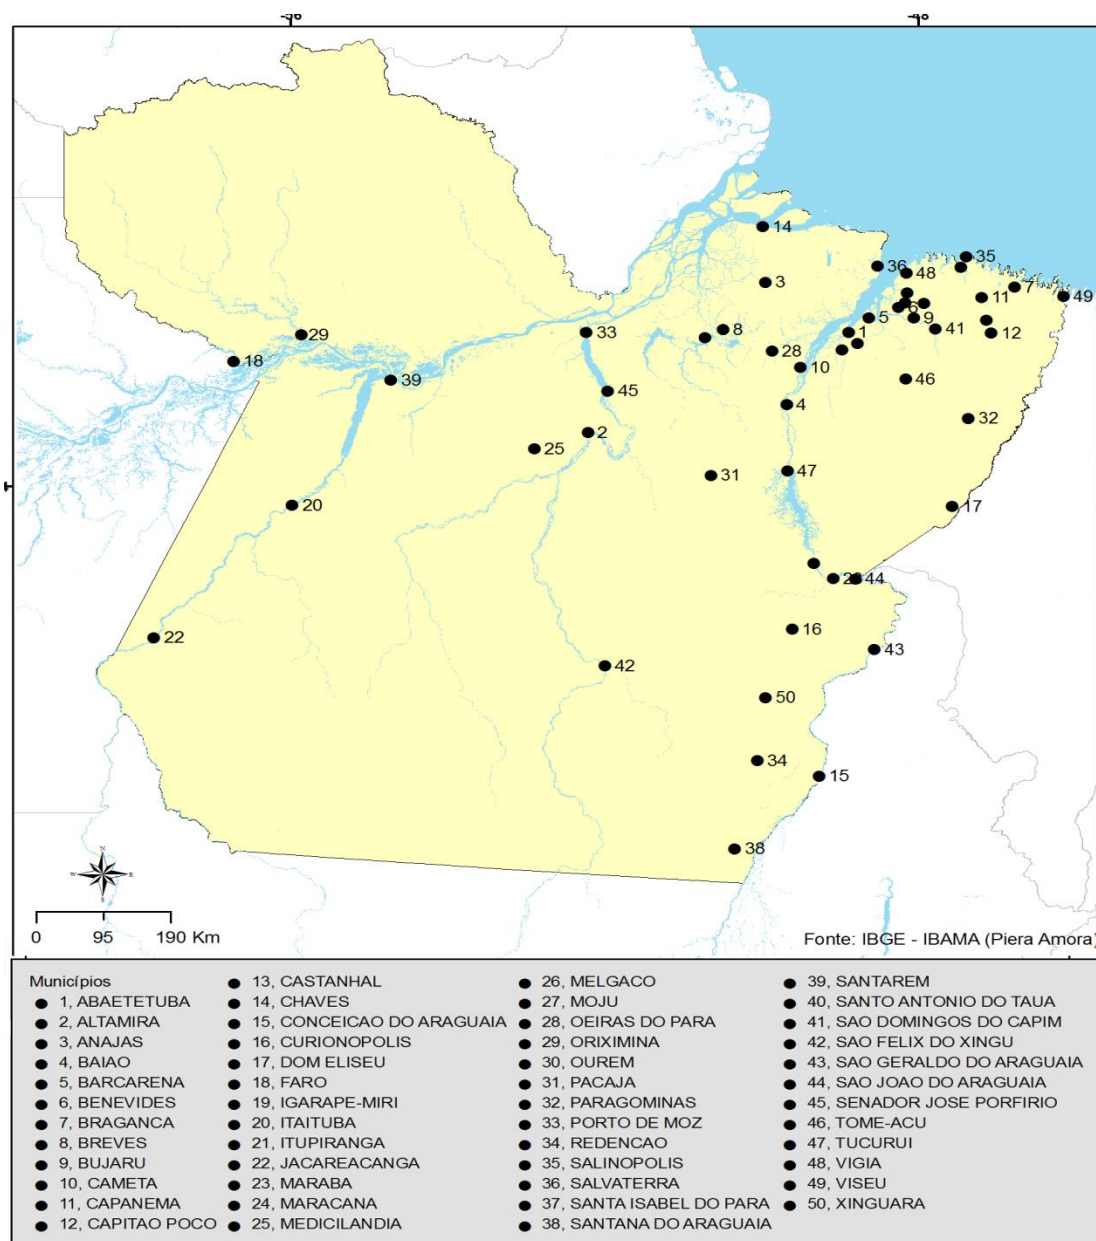 14
36
35
48
3
7
11
49
6
5
9
33
8
1
41
12
29
18
28
10
39
46
45
4
32
2
25
47
31
20
17
44
16
22
43
42
50
34
15
38
N
W
E
S
0
95
190 Km
Fonte: IBGE - IBAMA (Piera Amora)
Municípios
1, ABAETETUBA
2, ALTAMIRA
3, ANAJAS
4, BAIAO
5, BARCARENA
6, BENEVIDES
7, BRAGANCA
8, BREVES
9, BUJARU
10, CAMETA
11, CAPANEMA
12, CAPITAO POCO
13, CASTANHAL
14, CHAVES
15, CONCEICAO DO ARAGUAIA
16, CURIONOPOLIS
17, DOM ELISEU
18, FARO
19, IGARAPE-MIRI
20, ITAITUBA
21, ITUPIRANGA
22, JACAREACANGA
23, MARABA
24, MARACANA
25, MEDICILANDIA
26, MELGACO
27, MOJU
28, OEIRAS DO PARA
29, ORIXIMINA
30, OUREM
31, PACAJA
32, PARAGOMINAS
33, PORTO DE MOZ
34, REDENCAO
35, SALINOPOLIS
36, SALVATERRA
37, SANTA ISABEL DO PARA
38, SANTANA DO ARAGUAIA
39, SANTAREM
40, SANTO ANTONIO DO TAUA
41, SAO DOMINGOS DO CAPIM
42, SAO FELIX DO XINGU
43, SAO GERALDO DO ARAGUAIA
44, SAO JOAO DO ARAGUAIA
45, SENADOR JOSE PORFIRIO
46, TOME-ACU
47, TUCURUI
48, VIGIA
49, VISEU
50, XINGUARA